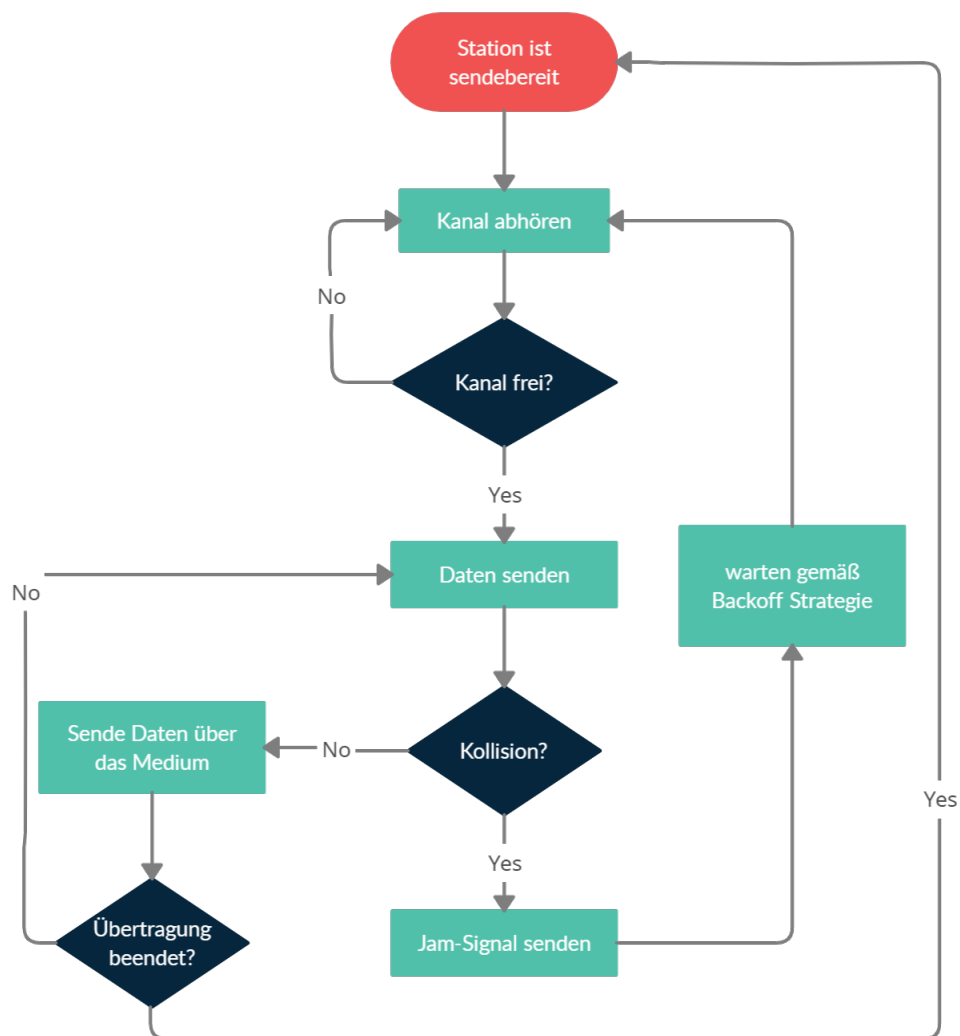 Station ist
sendebereit
Kanal abhören
No
Kanal frei?
Yes
Daten senden
warten gemäß
Backoff Strategie
No
Sende Daten über
das Medium
No
Kollision?
Yes
Yes
Übertragung
beendet?
Jam-Signal senden